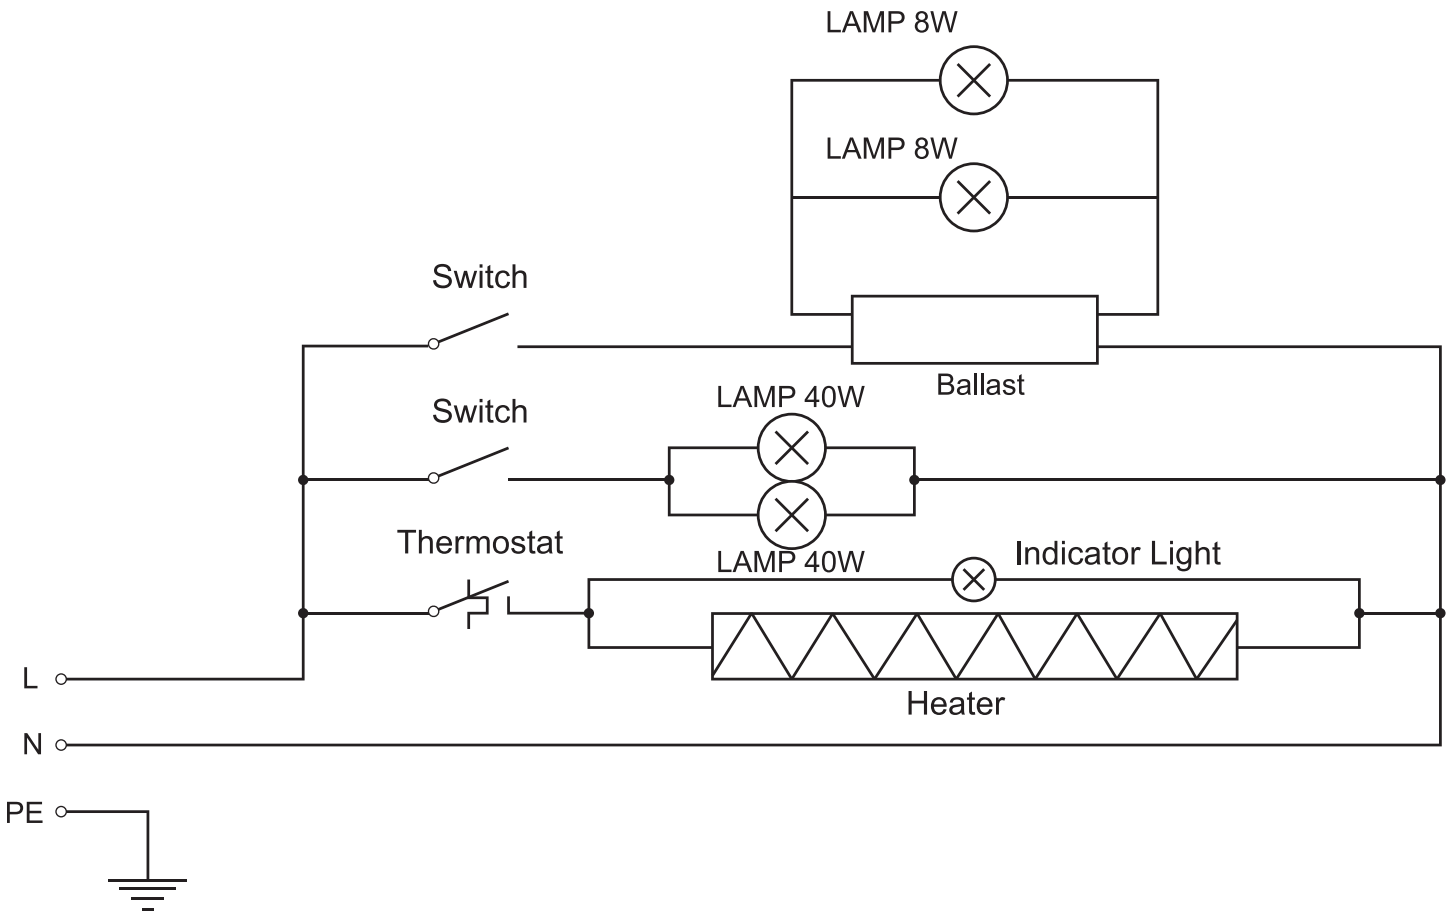 LAMP 8W
LAMP 8W
Switch
Ballast
LAMP 40W
Switch
Thermostat
LAMP 40W
Indicator Light
Heater
L
N
PE